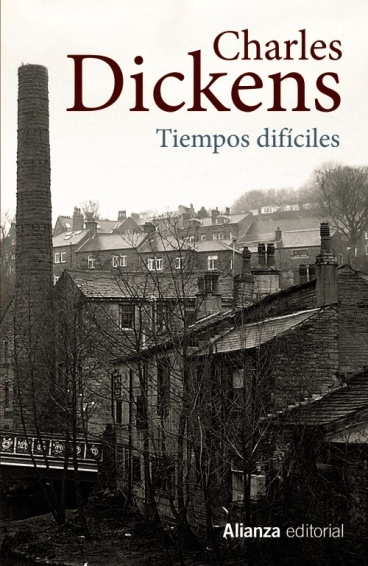 Charles
Dickens
Tiempos difíciles
Alianza editorial